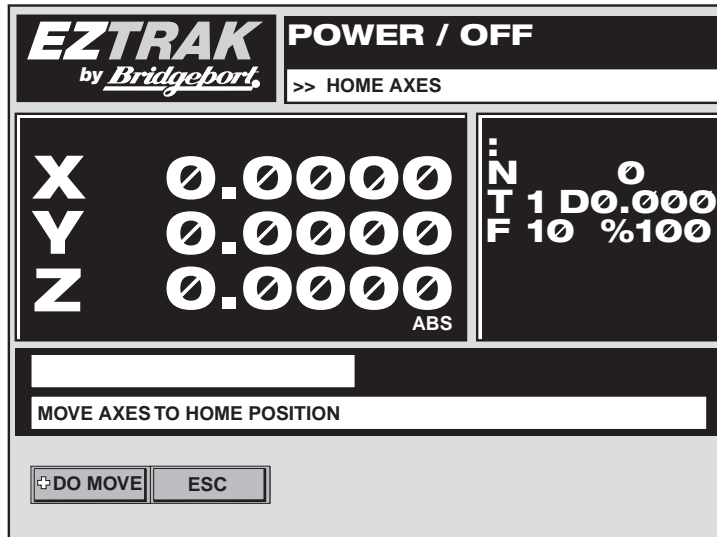 EZTRAK
by Bridgeport
POWER / OFF
>> HOME AXES
X 0.0000
Y 0.0000
Z 0.0000
ABS
:
N 0
T 1 D0.000
F 10 %100
MOVE AXES TO HOME POSITION
DO MOVE
ESC